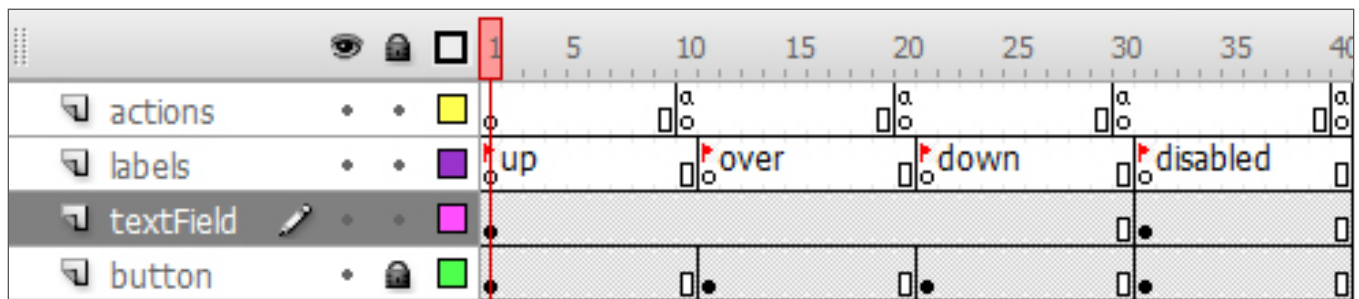 1 5 10 15 20 25 30 35 40
actions a a a a
labels up over down disabled
textField
button